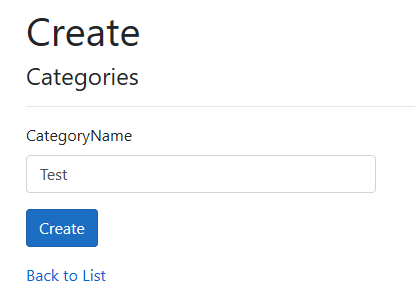 Create
Categories
CategoryName
Test
Create
Back to List